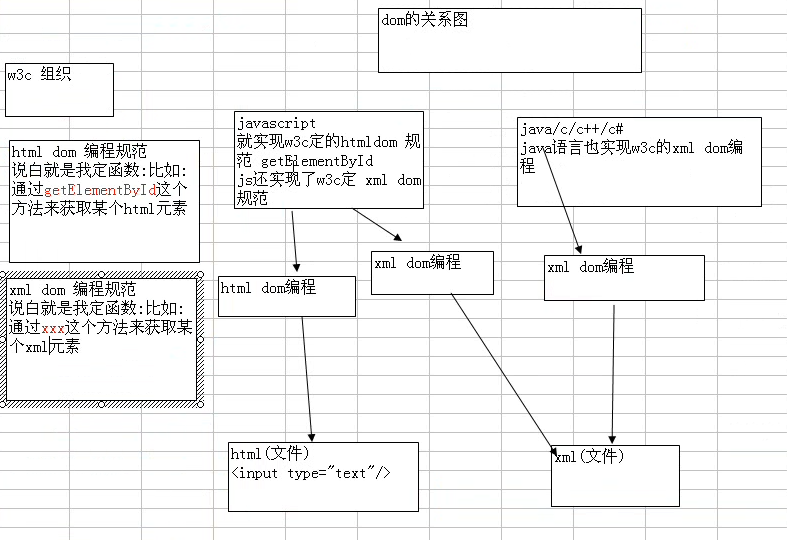 dom的关系图
w3c 组织
html dom 编程规范
说白就是我定函数:比如:
通过getElementById这个
方法来获取某个html元素
xml dom 编程规范
说白就是我定函数:比如:
通过xxx这个方法来获取某
个xml元素
javascript
就实现w3c定的htmldom 规
范 getElementById
js还实现了w3c定 xml dom
规范
java/c/c++/c#
java语言也实现w3c的xml dom编
程
html dom编程
xml dom编程
xml dom编程
html(文件)
<input type="text"/>
xml(文件)